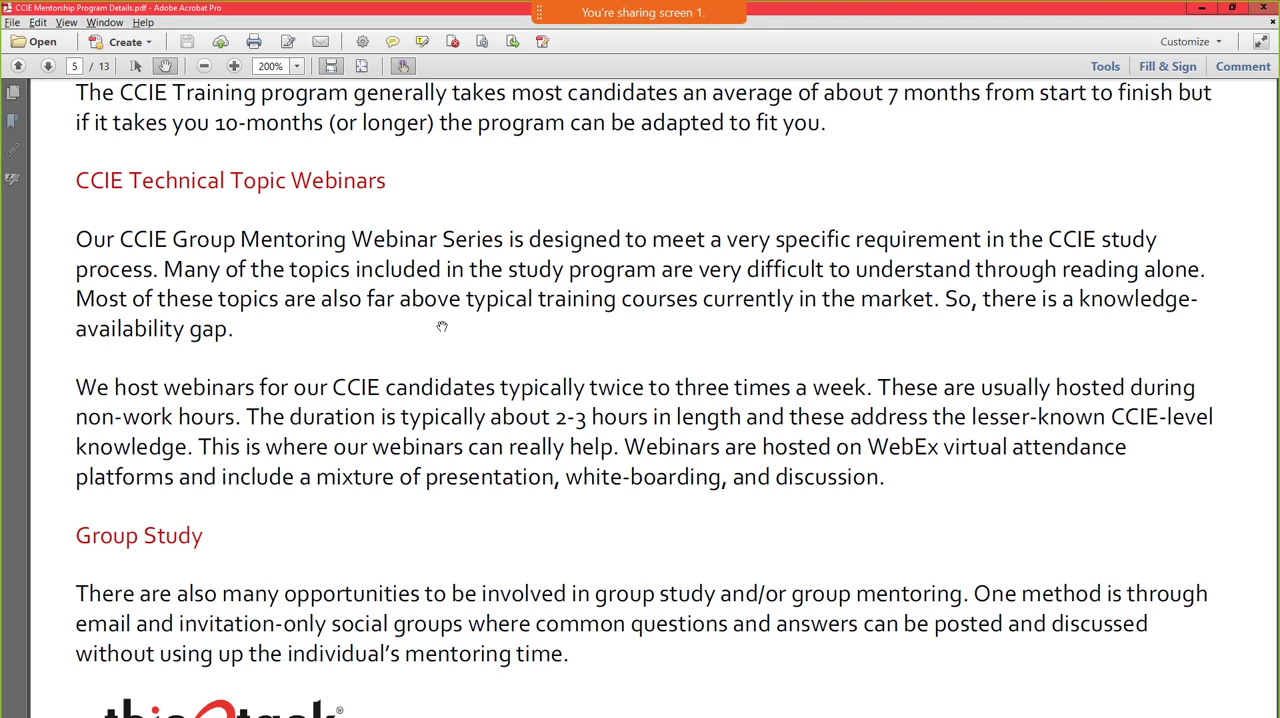 CCIE Mentorship Program Details.pdf - Adobe Acrobat Pro
You're sharing screen 1.
File Edit View Window Help
Open Create Customize
5 / 13 200% Tools Fill & Sign Comment
The CCIE Training program generally takes most candidates an average of about 7 months from start to finish but
if it takes you 10-months (or longer) the program can be adapted to fit you.
CCIE Technical Topic Webinars
Our CCIE Group Mentoring Webinar Series is designed to meet a very specific requirement in the CCIE study
process. Many of the topics included in the study program are very difficult to understand through reading alone.
Most of these topics are also far above typical training courses currently in the market. So, there is a knowledge-
availability gap.
We host webinars for our CCIE candidates typically twice to three times a week. These are usually hosted during
non-work hours. The duration is typically about 2-3 hours in length and these address the lesser-known CCIE-level
knowledge. This is where our webinars can really help. Webinars are hosted on WebEx virtual attendance
platforms and include a mixture of presentation, white-boarding, and discussion.
Group Study
There are also many opportunities to be involved in group study and/or group mentoring. One method is through
email and invitation-only social groups where common questions and answers can be posted and discussed
without using up the individual's mentoring time.